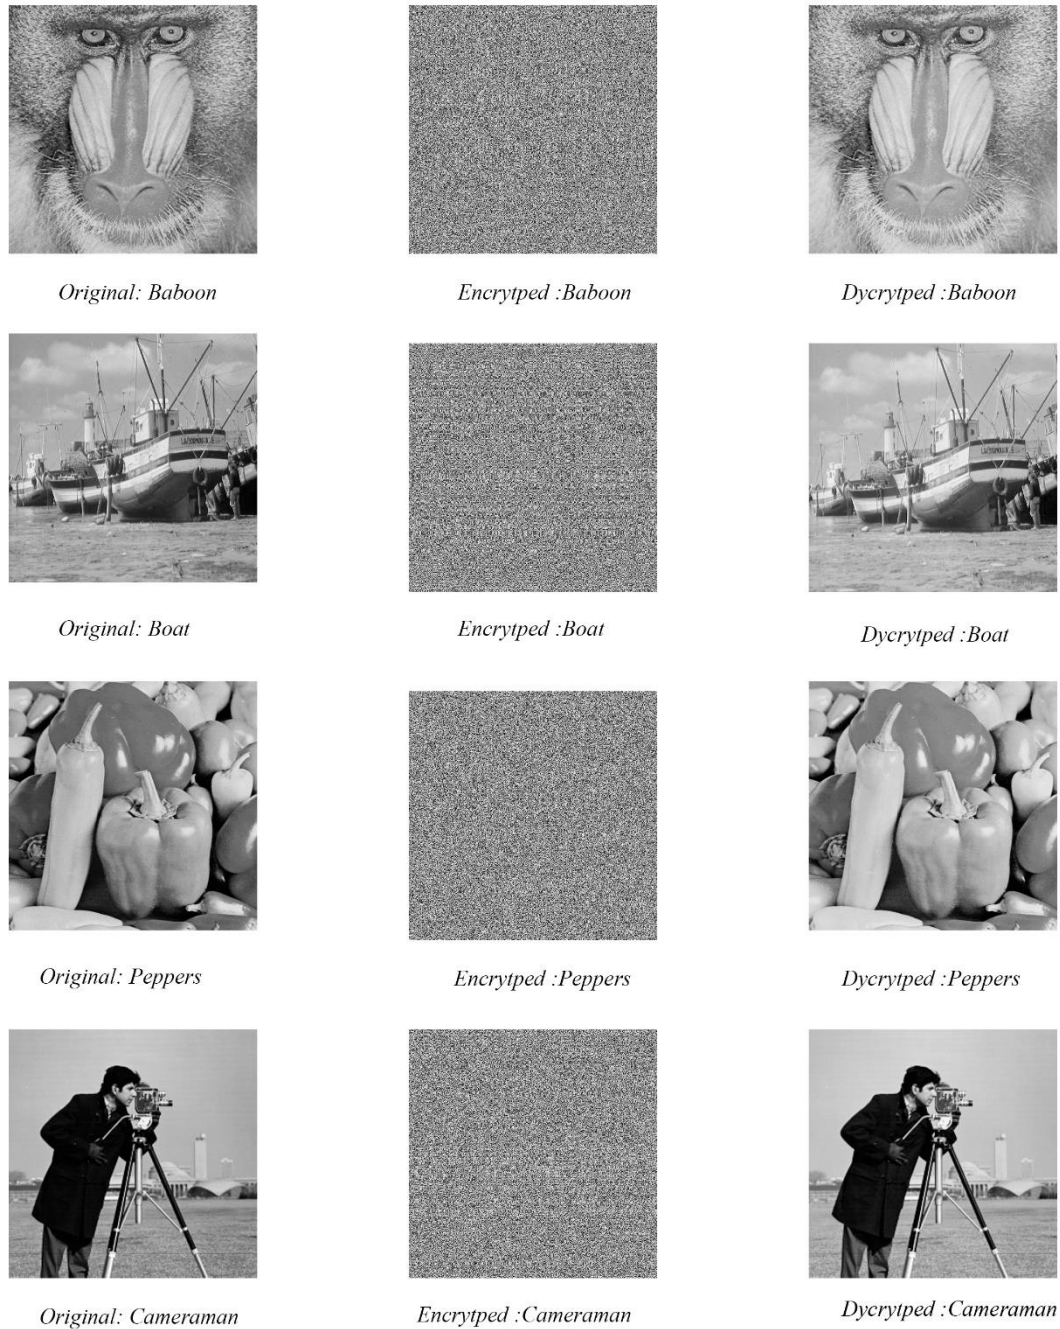 Original: Baboon
Encrytped :Baboon
Dycrytped :Baboon
Original: Boat
Encrytped :Boat
Dycrytped :Boat
Original: Peppers
Encrytped :Peppers
Dycrytped :Peppers
Original: Cameraman
Encrytped :Cameraman
Dycrytped :Cameraman